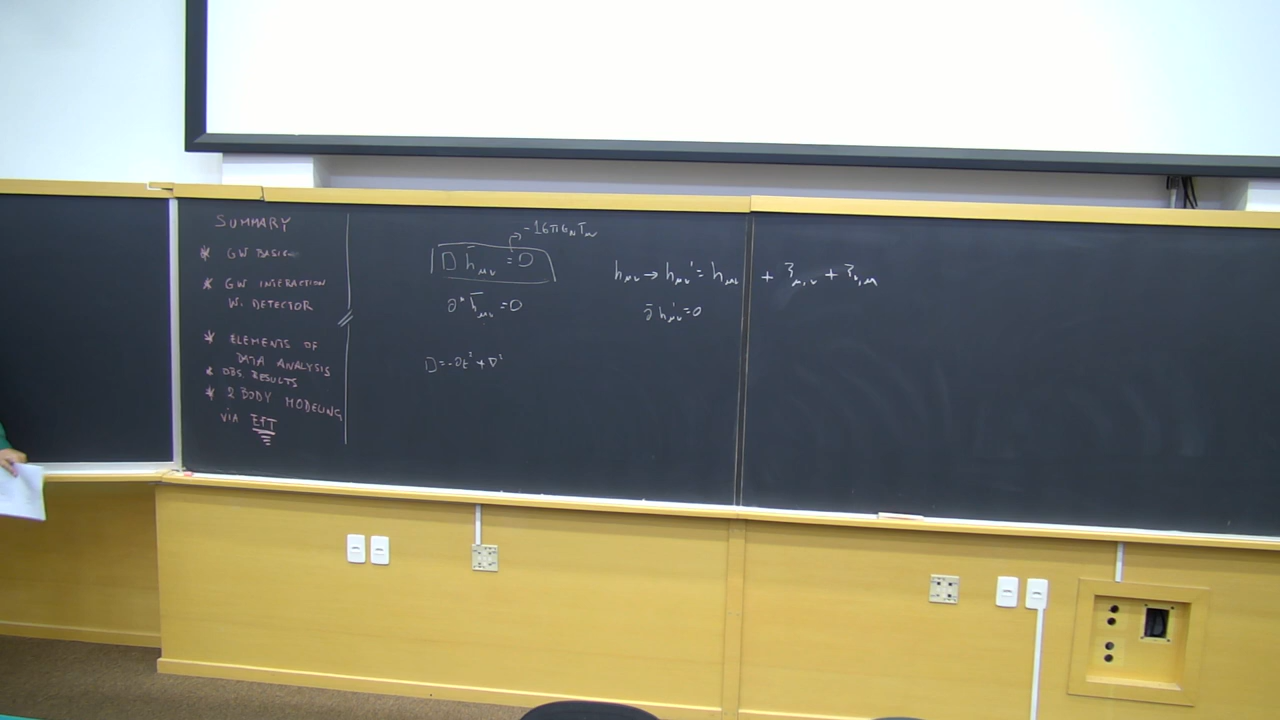 SUMMARY
* GW BASICS
* GW INTERACTION
W. DETECTOR
* ELEMENTS OF
DATA ANALYSIS
* OBS. RESULTS
* 2 BODY MODELING
VIA EFT
-16πG_N T_μν
□ h̄_μν = 0
∂^μ h̄_μν = 0
□ = -∂t² + ∇²
h_μν → h_μν' = h_μν + ξ_μ,ν + ξ_ν,μ
∂̄ h'_μν = 0